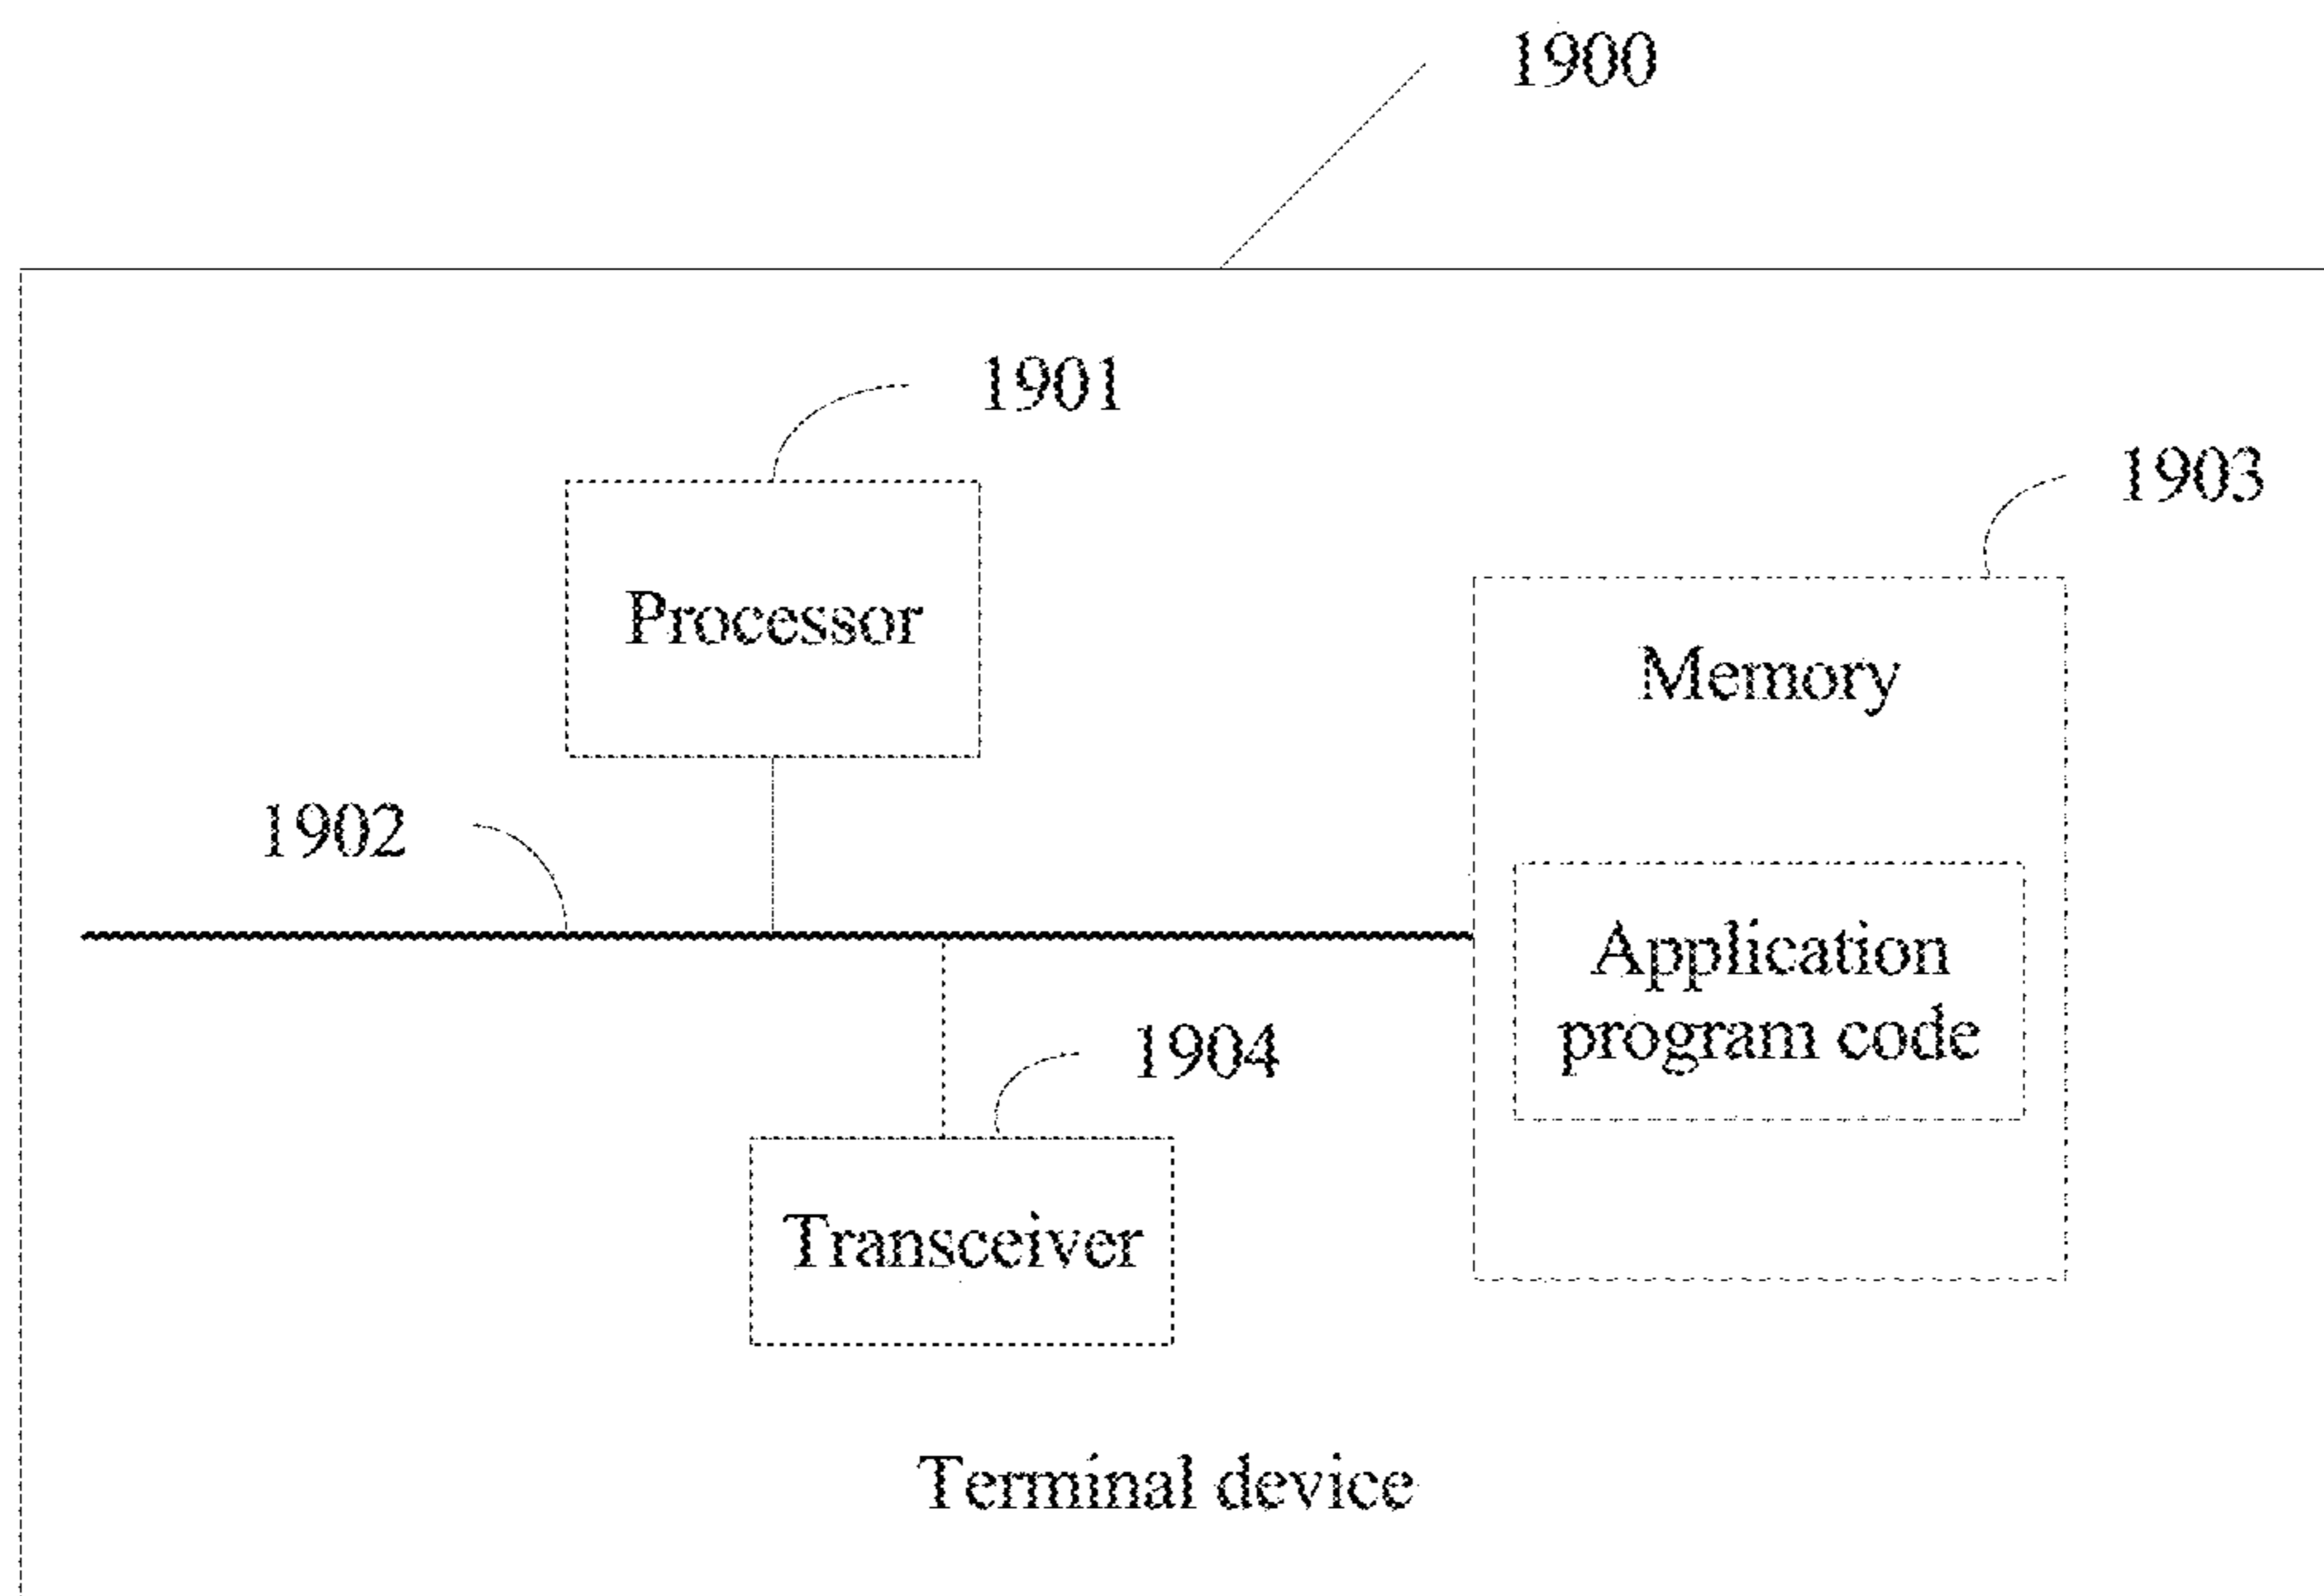 1900
1901
1903
Processor
Memory
1902
Application
program code
1904
Transceiver
Terminal device